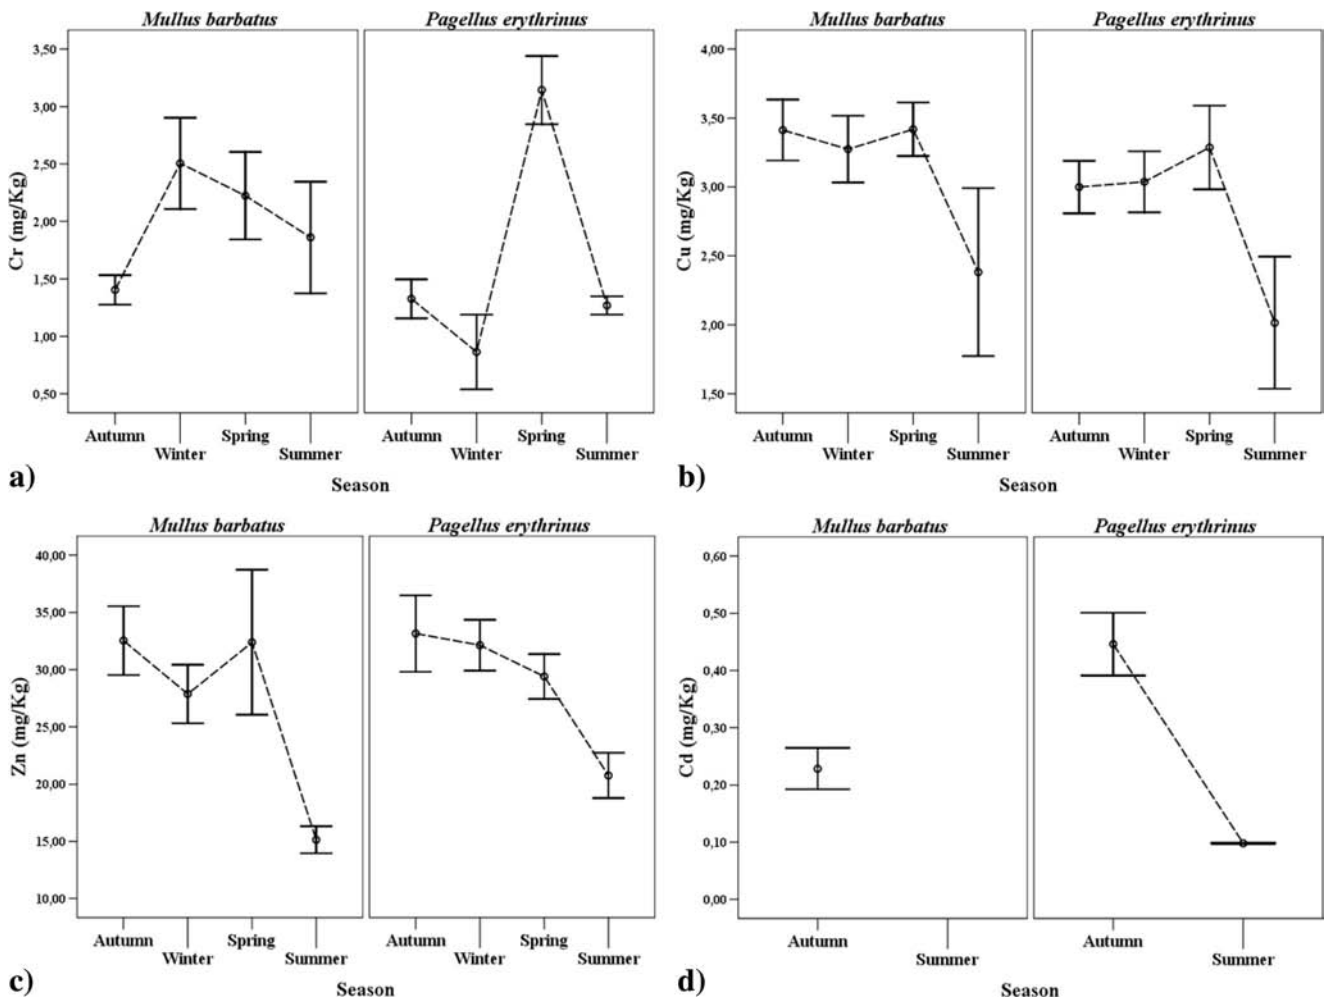 Mullus barbatus
Pagellus erythrinus
3,50
3,00
2,50
2,00
1,50
1,00
0,50
Cr (mg/Kg)
Autumn
Winter
Spring
Summer
Autumn
Winter
Spring
Summer
Season
a)
Mullus barbatus
Pagellus erythrinus
4,00
3,50
3,00
2,50
2,00
1,50
Cu (mg/Kg)
Autumn
Winter
Spring
Summer
Autumn
Winter
Spring
Summer
Season
b)
Mullus barbatus
Pagellus erythrinus
40,00
35,00
30,00
25,00
20,00
15,00
10,00
Zn (mg/Kg)
Autumn
Winter
Spring
Summer
Autumn
Winter
Spring
Summer
Season
c)
Mullus barbatus
Pagellus erythrinus
0,60
0,50
0,40
0,30
0,20
0,10
0,00
Cd (mg/Kg)
Autumn
Summer
Autumn
Summer
Season
d)